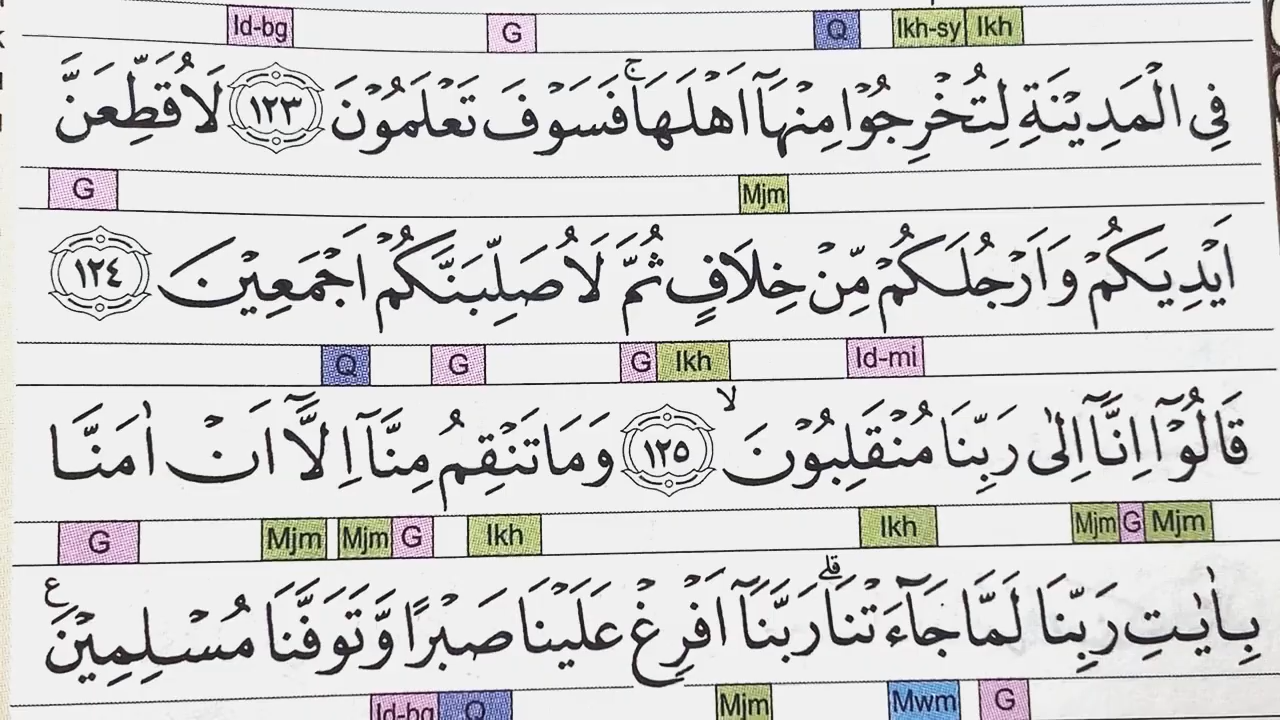 Id-bg G Q Ikh-sy Ikh
فِى الْمَدِيْنَةِ لِتُخْرِجُوْا مِنْهَآ اَهْلَهَاۚ فَسَوْفَ تَعْلَمُوْنَ ١٢٣ لَاُقَطِّعَنَّ
G Mjm
اَيْدِيَكُمْ وَاَرْجُلَكُمْ مِّنْ خِلَافٍ ثُمَّ لَاُصَلِّبَنَّكُمْ اَجْمَعِيْنَ ١٢٤
Q G G Ikh Id-mi
قَالُوْٓا اِنَّآ اِلٰى رَبِّنَا مُنْقَلِبُوْنَۙ ١٢٥ وَمَا تَنْقِمُ مِنَّآ اِلَّآ اَنْ اٰمَنَّا
G Mjm Mjm G Ikh Ikh Mjm G Mjm
بِاٰيٰتِ رَبِّنَا لَمَّا جَآءَتْنَاۗ رَبَّنَآ اَفْرِغْ عَلَيْنَا صَبْرًا وَّتَوَفَّنَا مُسْلِمِيْنَ ع
Id-bg Q Mjm Mwm G